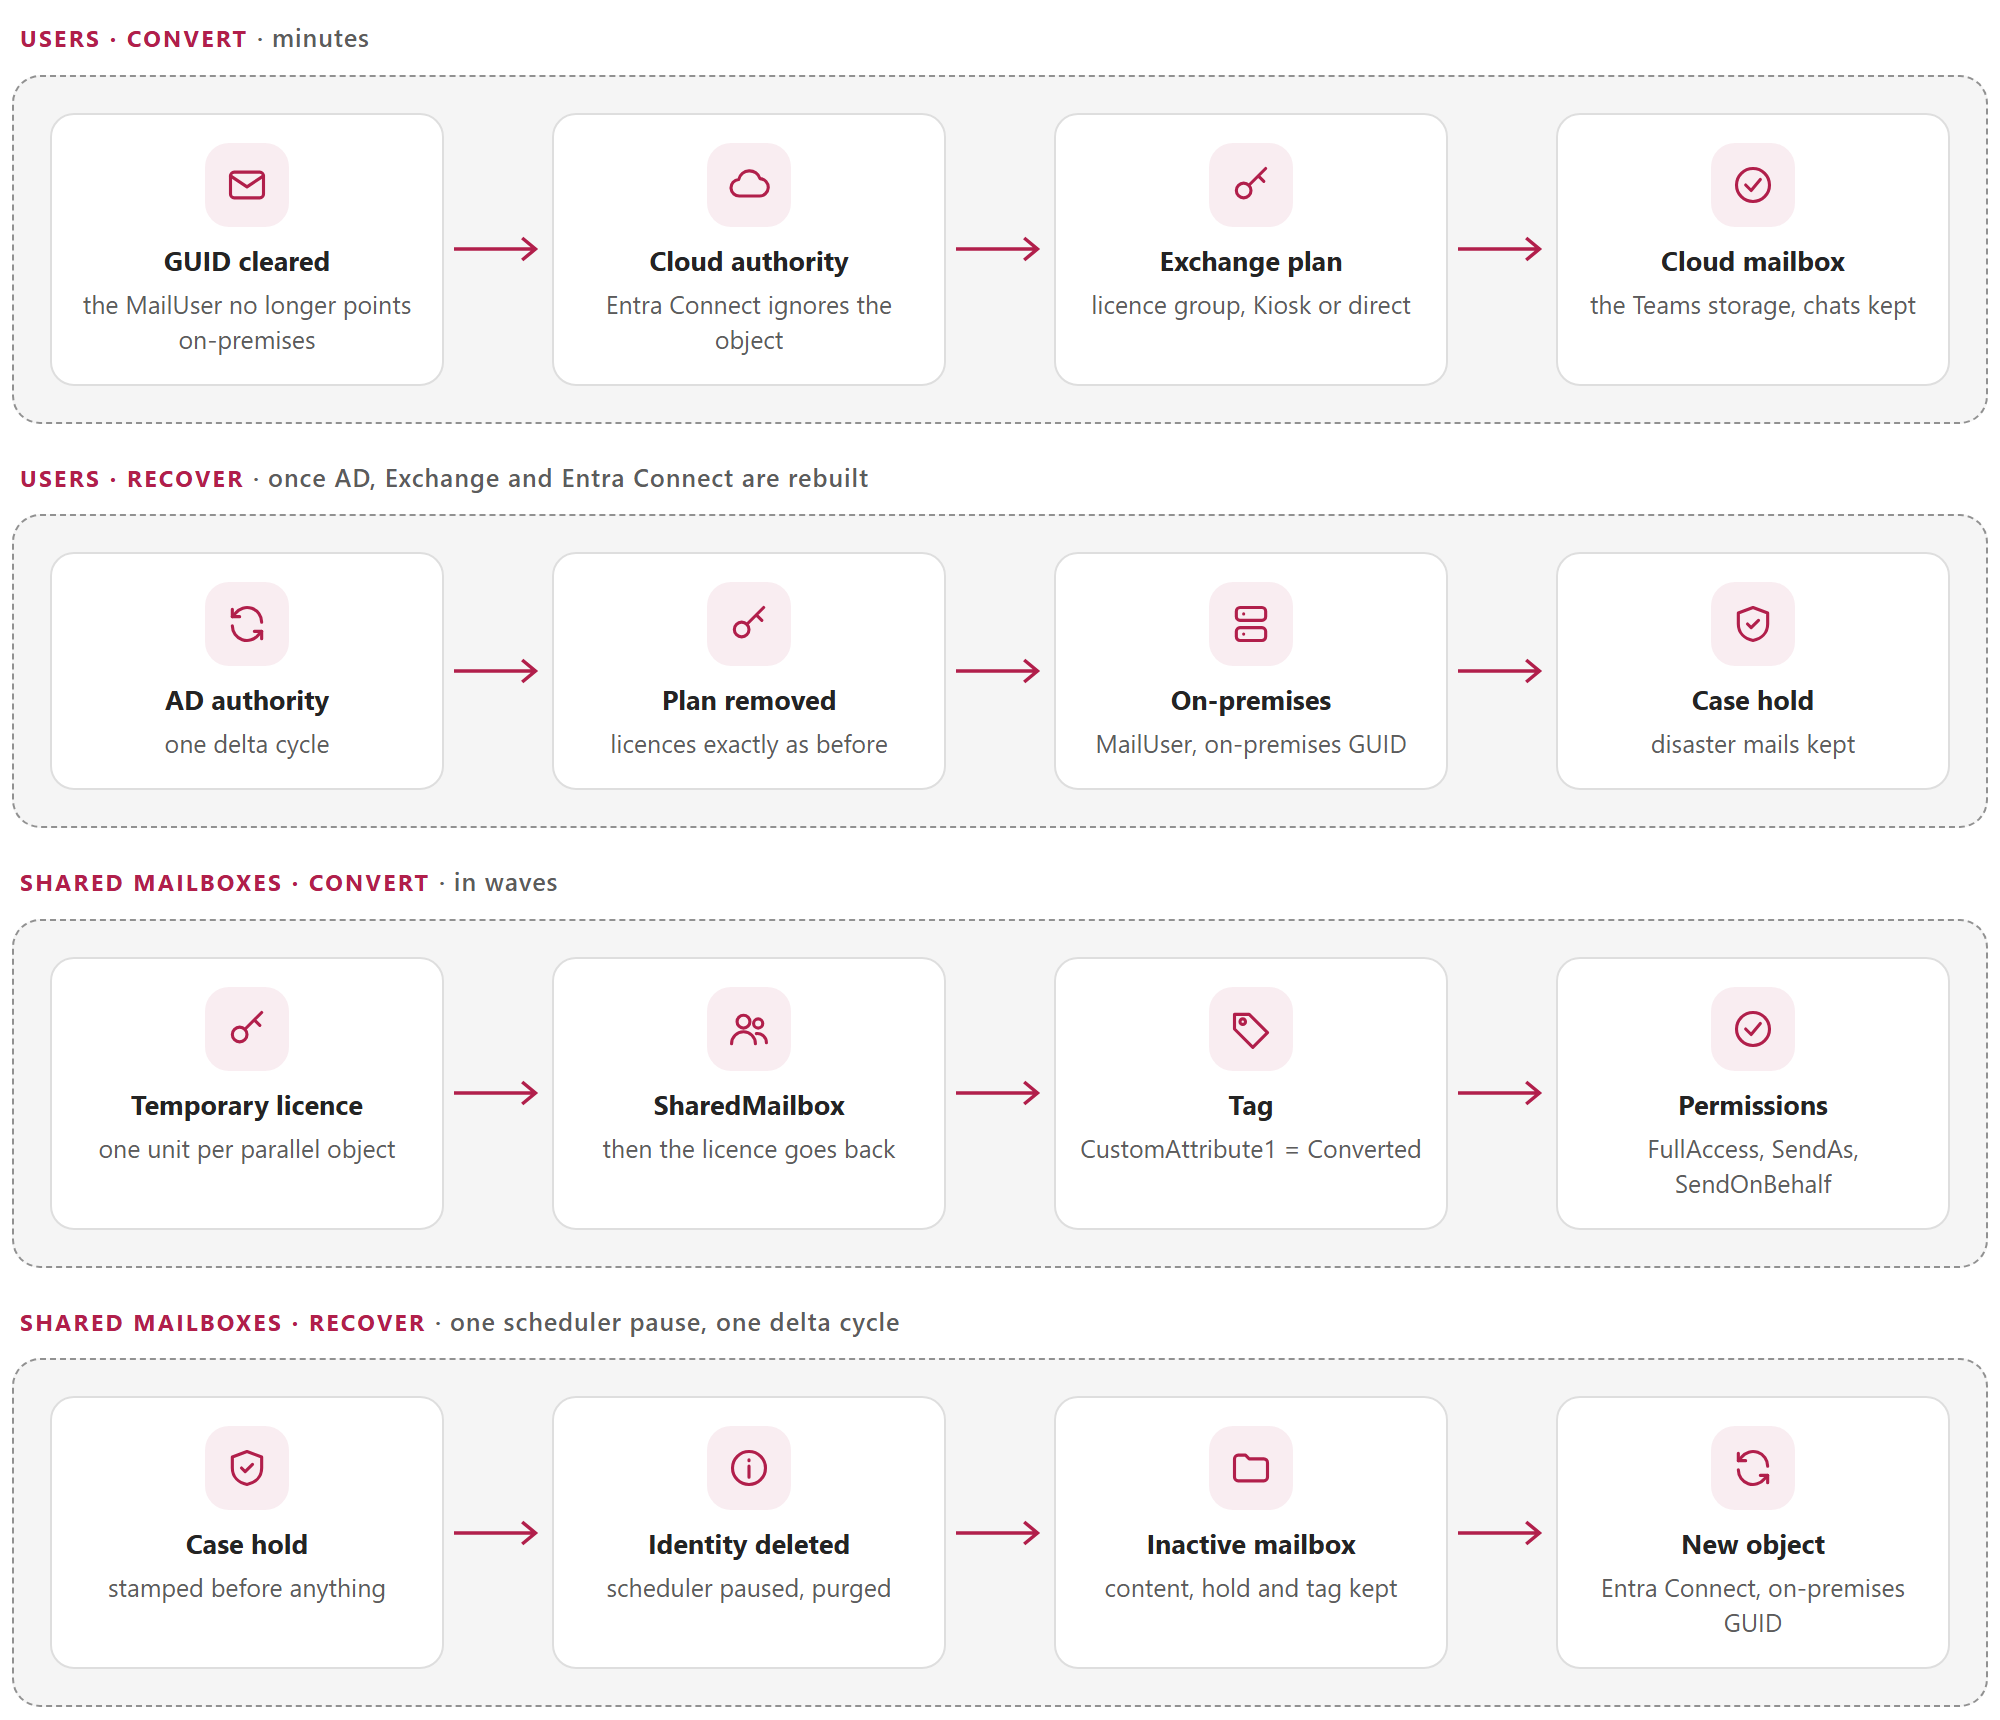 USERS · CONVERT · minutes
GUID cleared
the MailUser no longer points
on-premises
Cloud authority
Entra Connect ignores the
object
Exchange plan
licence group, Kiosk or direct
Cloud mailbox
the Teams storage, chats kept
USERS · RECOVER · once AD, Exchange and Entra Connect are rebuilt
AD authority
one delta cycle
Plan removed
licences exactly as before
On-premises
MailUser, on-premises GUID
Case hold
disaster mails kept
SHARED MAILBOXES · CONVERT · in waves
Temporary licence
one unit per parallel object
SharedMailbox
then the licence goes back
Tag
CustomAttribute1 = Converted
Permissions
FullAccess, SendAs,
SendOnBehalf
SHARED MAILBOXES · RECOVER · one scheduler pause, one delta cycle
Case hold
stamped before anything
Identity deleted
scheduler paused, purged
Inactive mailbox
content, hold and tag kept
New object
Entra Connect, on-premises
GUID